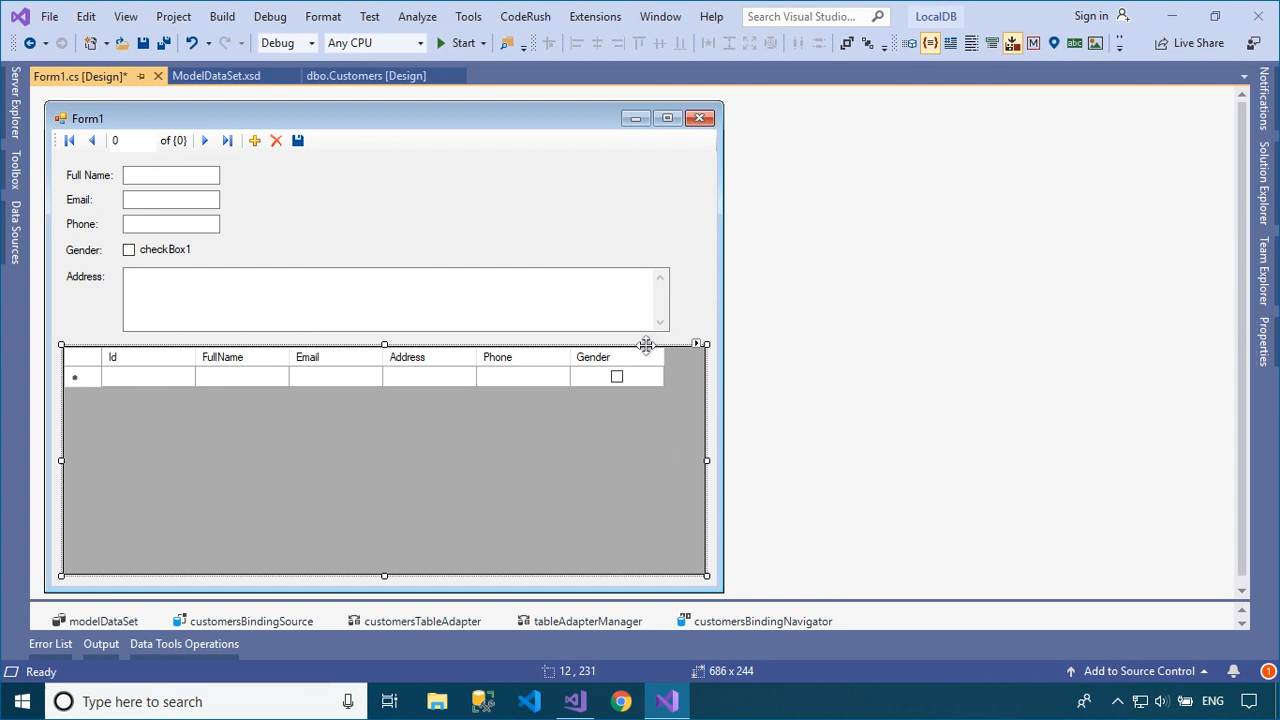 File Edit View Project Build Debug Format Test Analyze Tools CodeRush Extensions Window Help Search Visual Studio... LocalDB Sign in
Debug Any CPU Start Live Share
Form1.cs [Design]* ModelDataSet.xsd dbo.Customers [Design]
Server Explorer
Toolbox
Data Sources
Form1
0 of {0}
Full Name:
Email:
Phone:
Gender: checkBox1
Address:
Id FullName Email Address Phone Gender
modelDataSet customersBindingSource customersTableAdapter tableAdapterManager customersBindingNavigator
Notifications
Solution Explorer
Team Explorer
Properties
Error List Output Data Tools Operations
Ready 12 , 231 686 x 244 Add to Source Control 1
Type here to search ENG